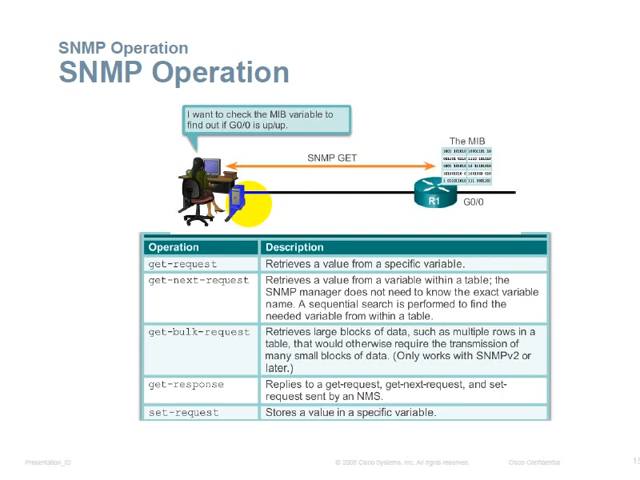 SNMP Operation
SNMP Operation
I want to check the MIB variable to
find out if G0/0 is up/up.
The MIB
SNMP GET
R1
G0/0
Operation Description
get-request Retrieves a value from a specific variable.
get-next-request Retrieves a value from a variable within a table; the
SNMP manager does not need to know the exact variable
name. A sequential search is performed to find the
needed variable from within a table.
get-bulk-request Retrieves large blocks of data, such as multiple rows in a
table, that would otherwise require the transmission of
many small blocks of data. (Only works with SNMPv2 or
later.)
get-response Replies to a get-request, get-next-request, and set-
request sent by an NMS.
set-request Stores a value in a specific variable.
Presentation_ID © 2008 Cisco Systems, Inc. All rights reserved. Cisco Confidential